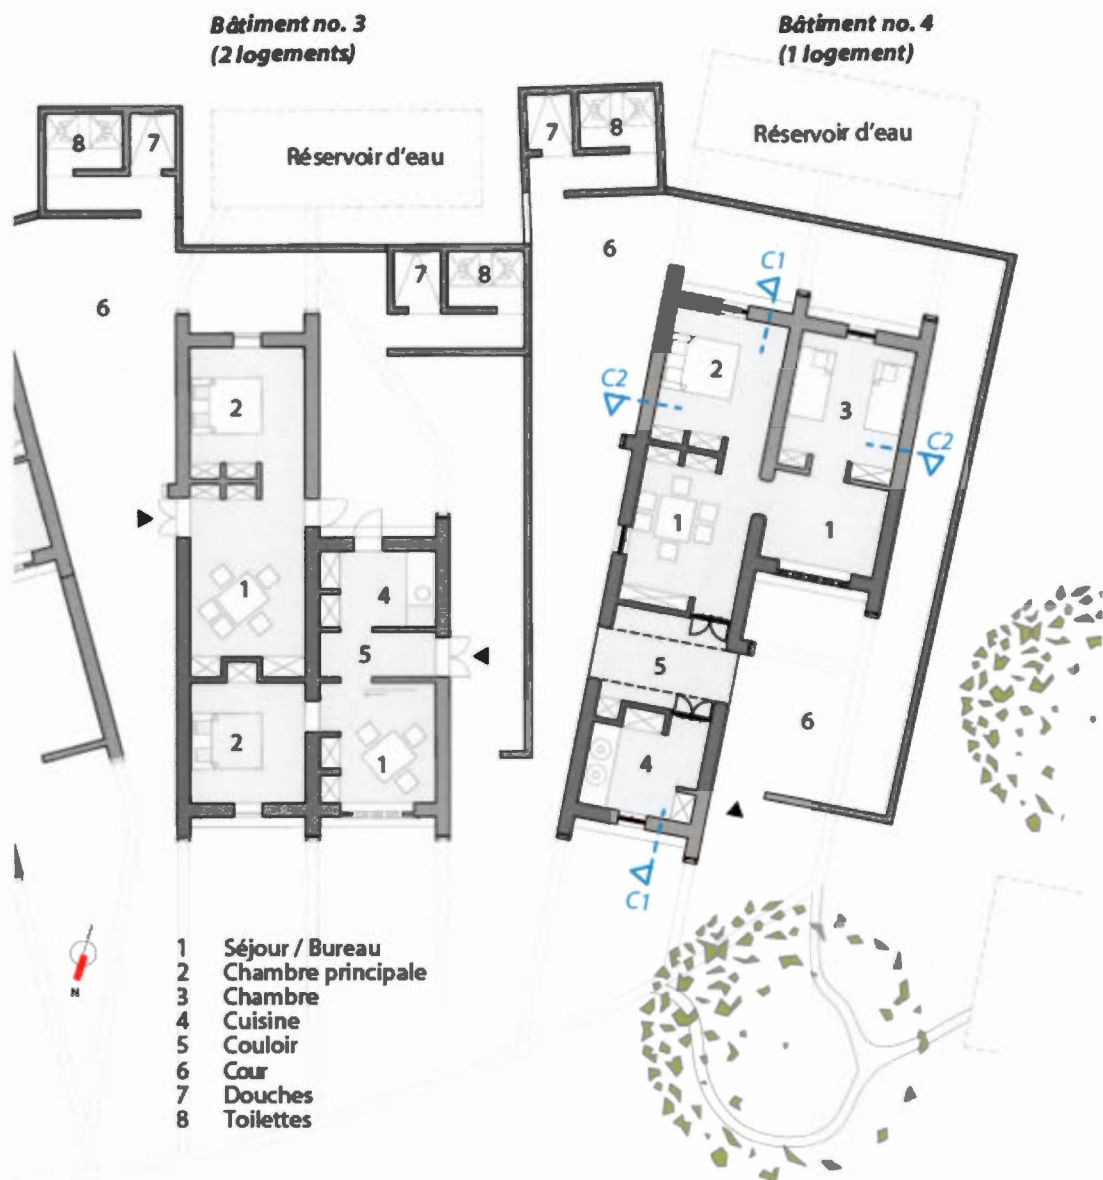 Bâtiment no. 3
(2 logements)
Bâtiment no. 4
(1 logement)
8
7
Réservoir d'eau
7
8
Réservoir d'eau
6
7
8
6
C1
2
2
3
C2
C2
1
1
1
4
5
5
2
1
6
4
C1
N
1 Séjour / Bureau
2 Chambre principale
3 Chambre
4 Cuisine
5 Couloir
6 Cour
7 Douches
8 Toilettes